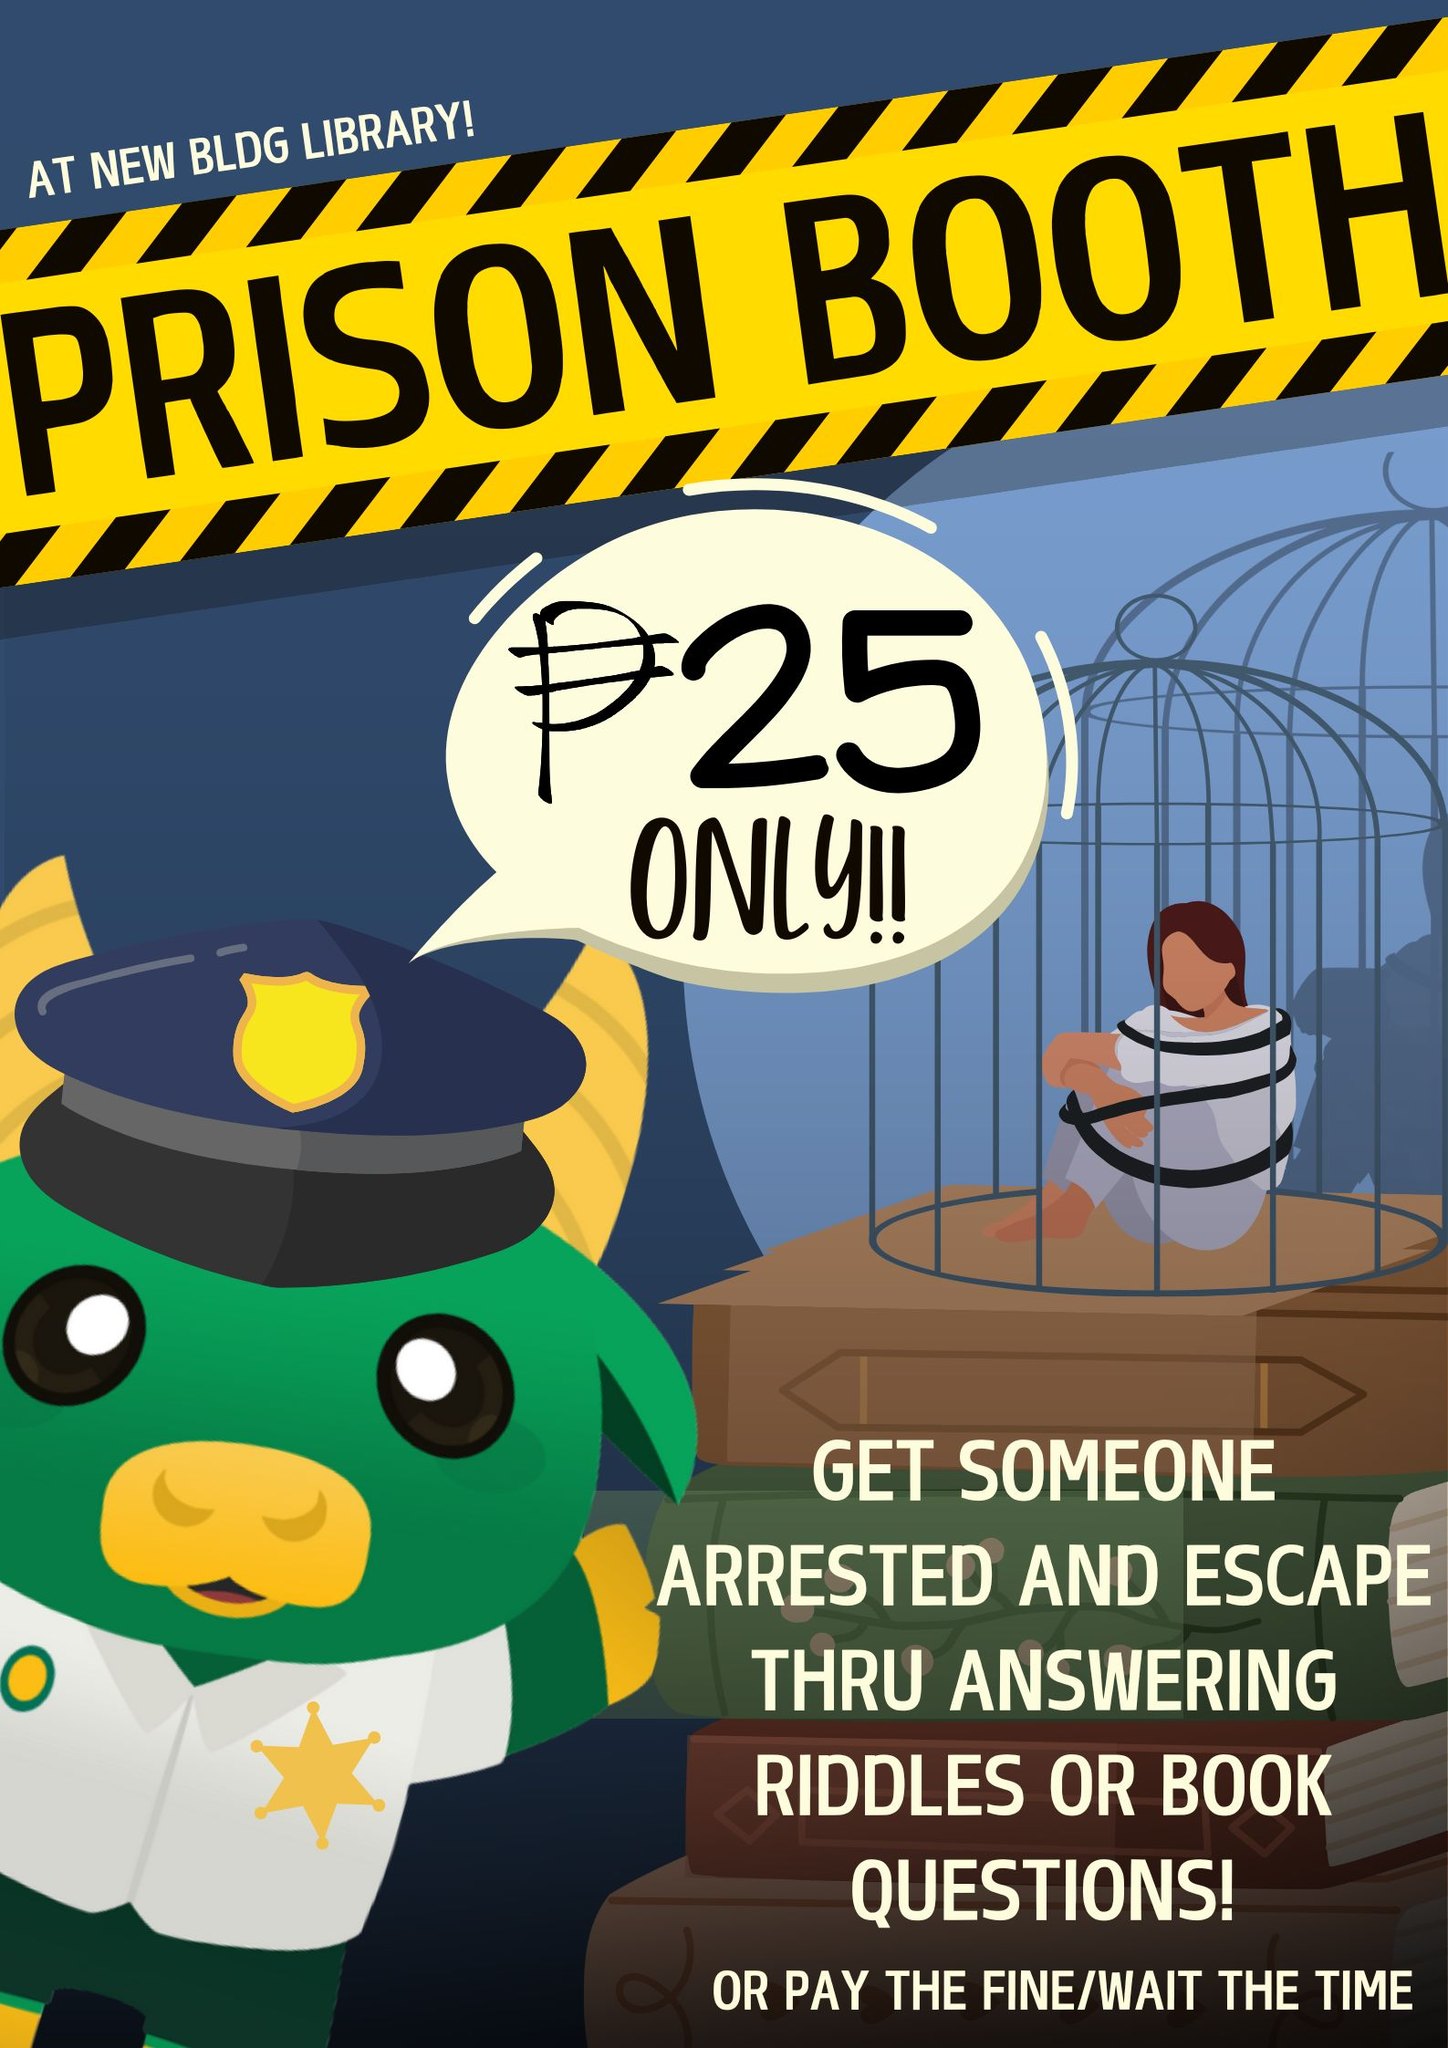 AT NEW BLDG LIBRARY!
PRISON BOOTH
₱25
ONLY!!
GET SOMEONE
ARRESTED AND ESCAPE
THRU ANSWERING
RIDDLES OR BOOK
QUESTIONS!
OR PAY THE FINE/WAIT THE TIME